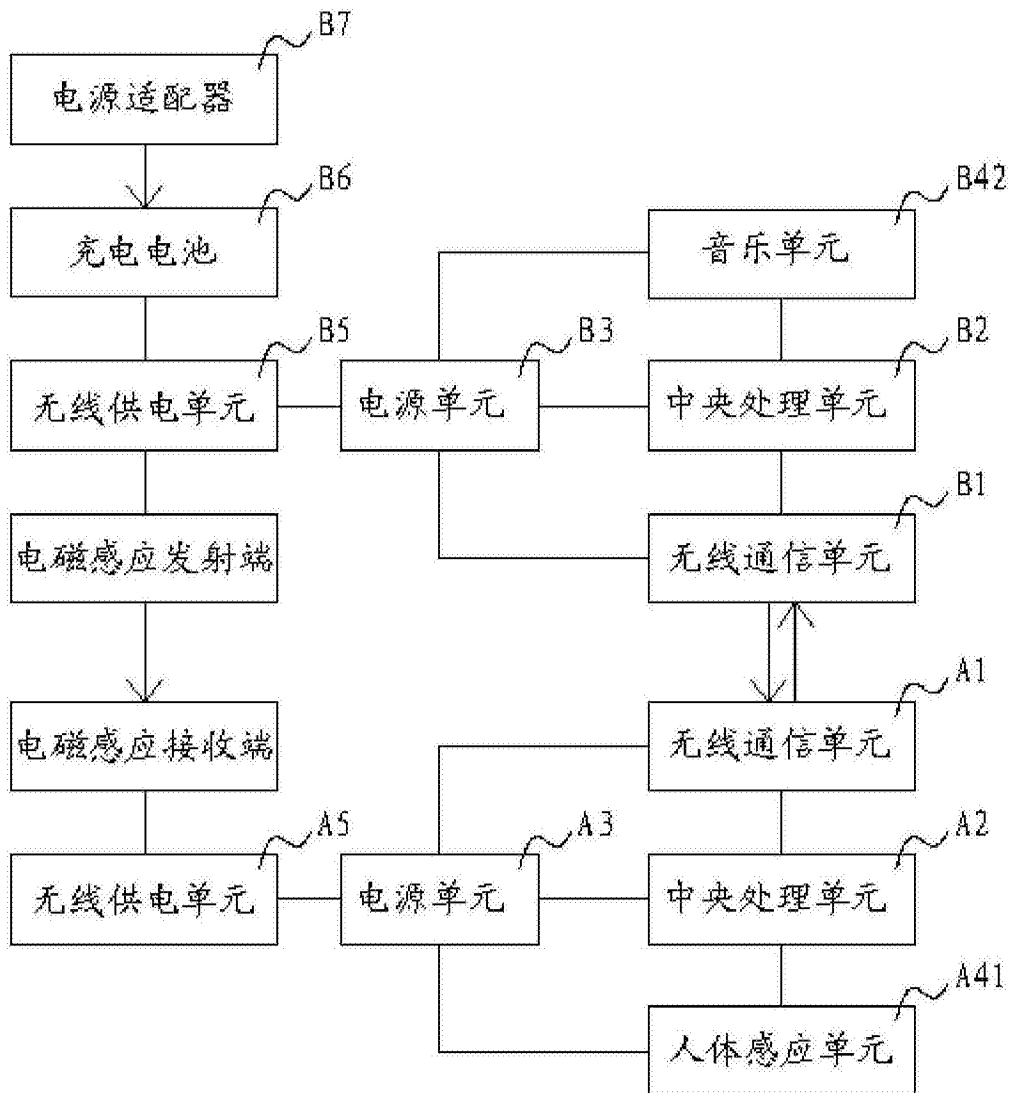 B7
电源适配器
B6
充电电池
B42
音乐单元
B5
无线供电单元
B3
电源单元
B2
中央处理单元
B1
电磁感应发射端
无线通信单元
A1
电磁感应接收端
无线通信单元
A5
无线供电单元
A3
电源单元
A2
中央处理单元
A41
人体感应单元